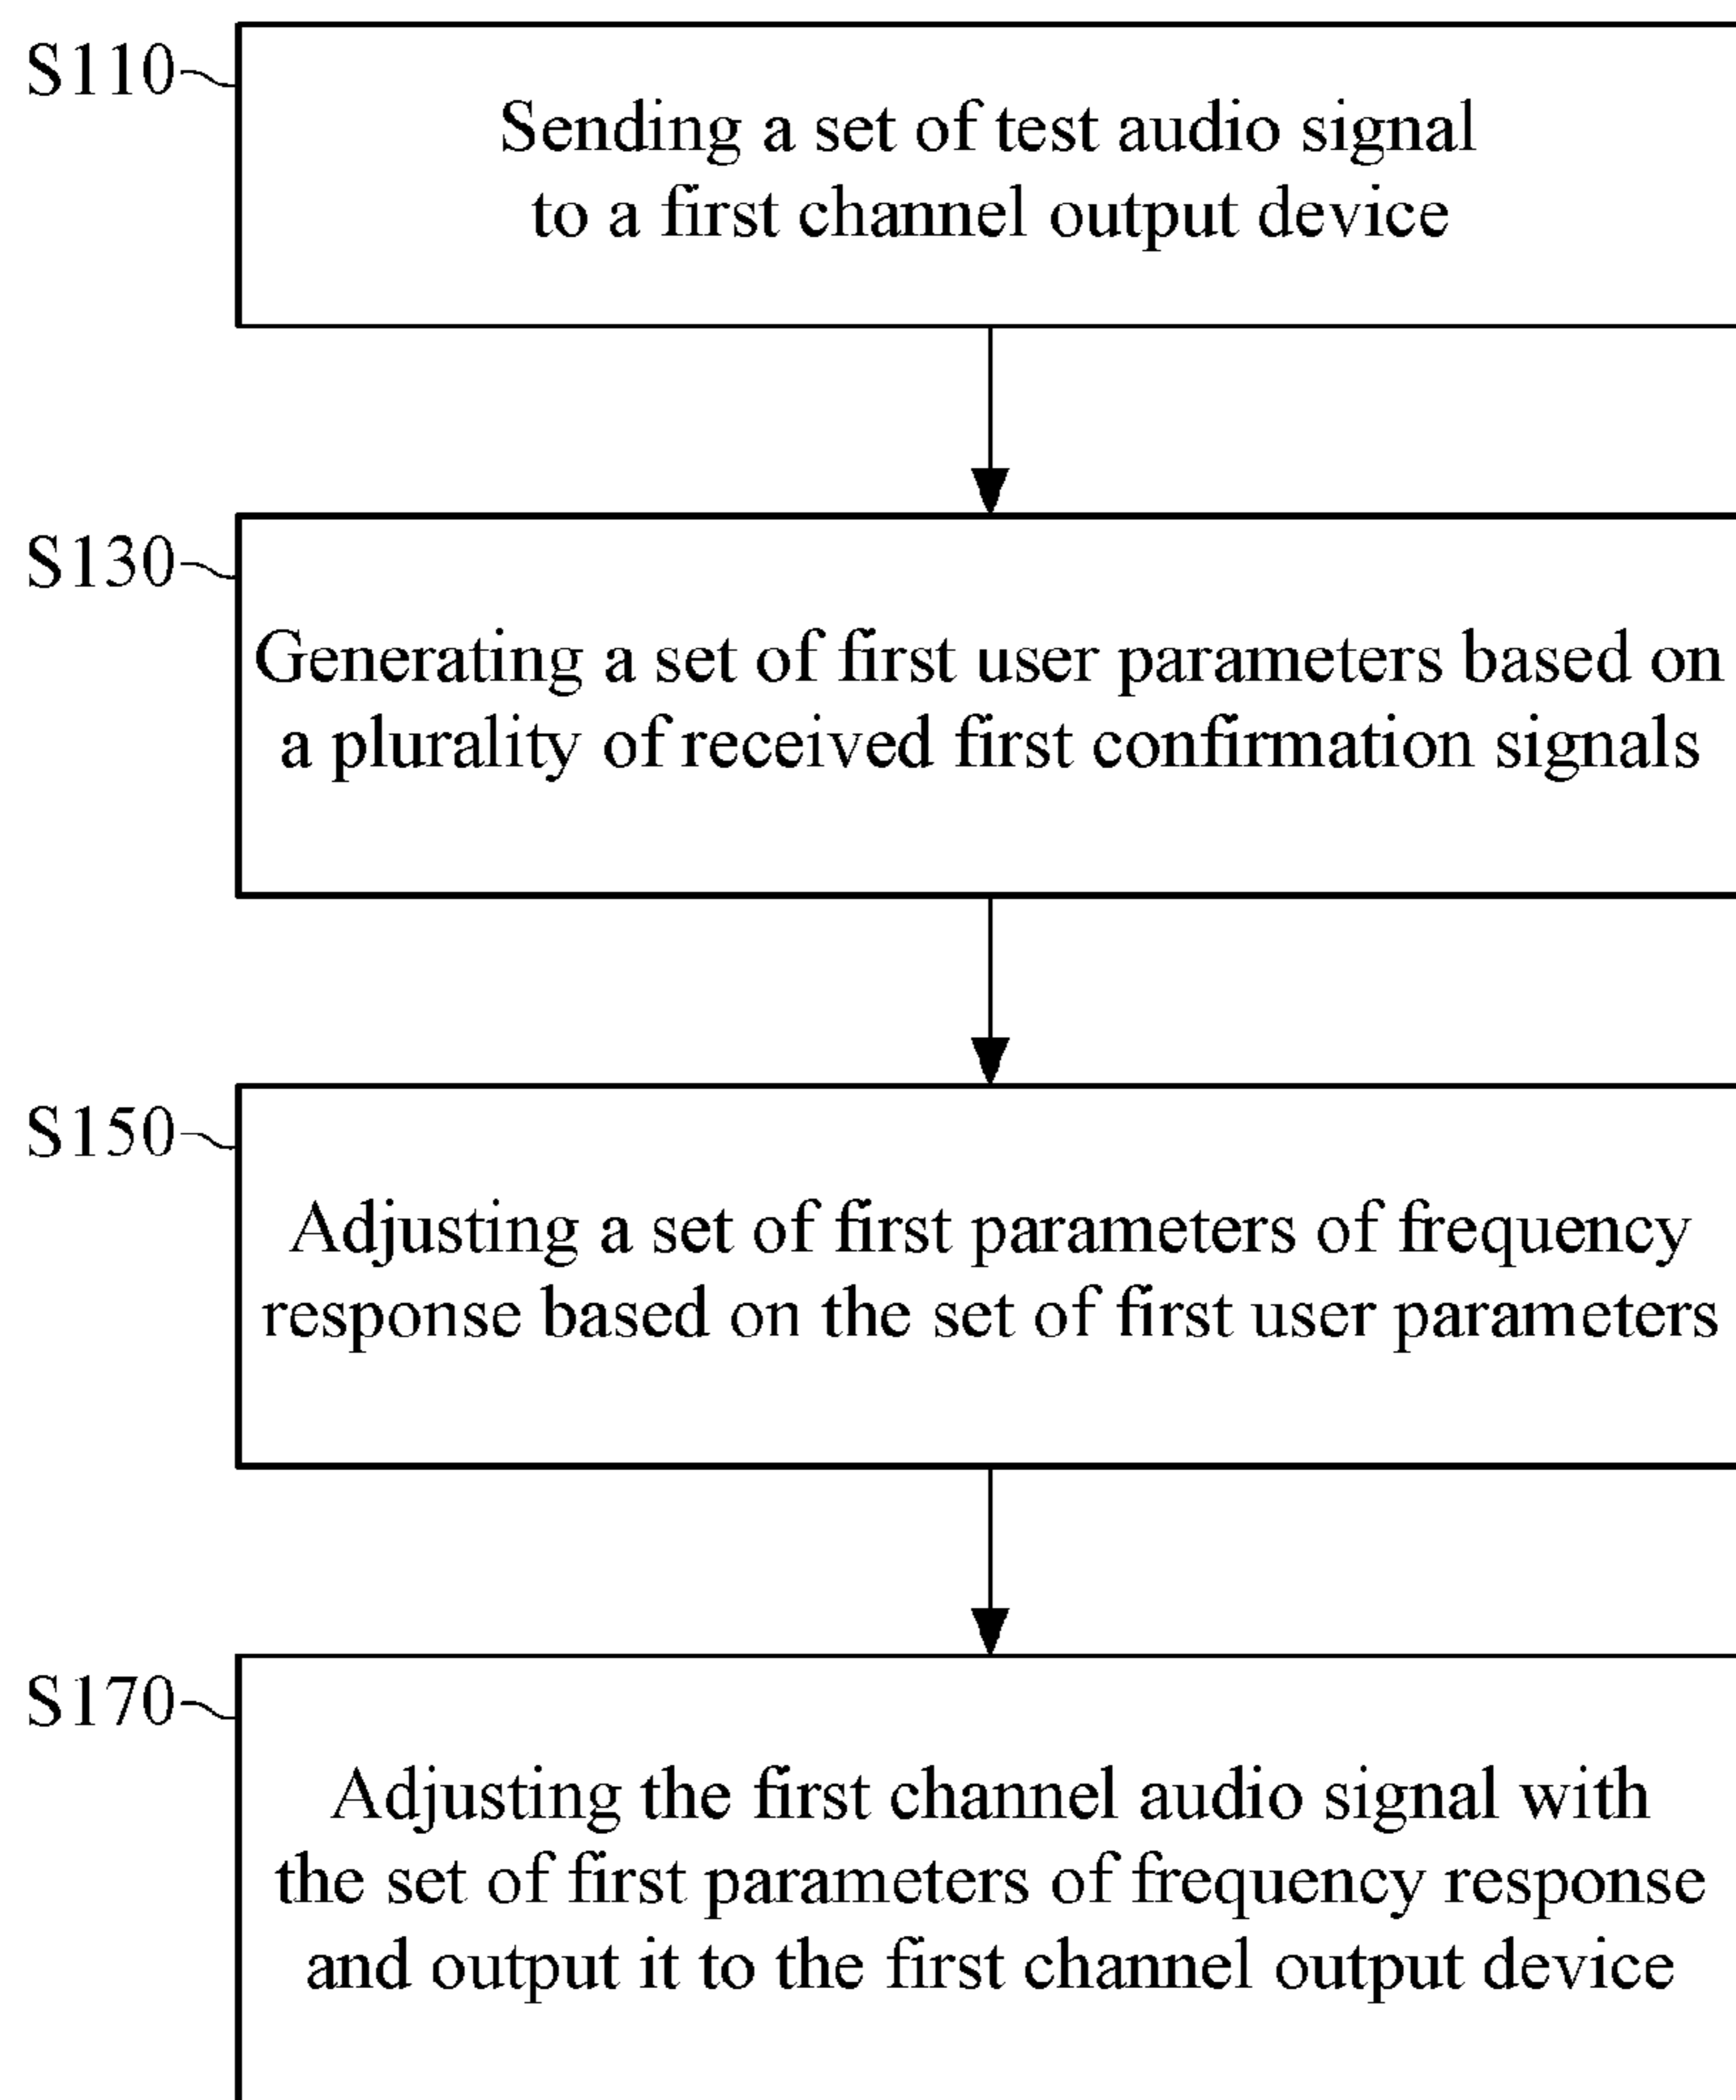 S110
Sending a set of test audio signal
to a first channel output device
S130
Generating a set of first user parameters based on
a plurality of received first confirmation signals
S150
Adjusting a set of first parameters of frequency
response based on the set of first user parameters
S170
Adjusting the first channel audio signal with
the set of first parameters of frequency response
and output it to the first channel output device